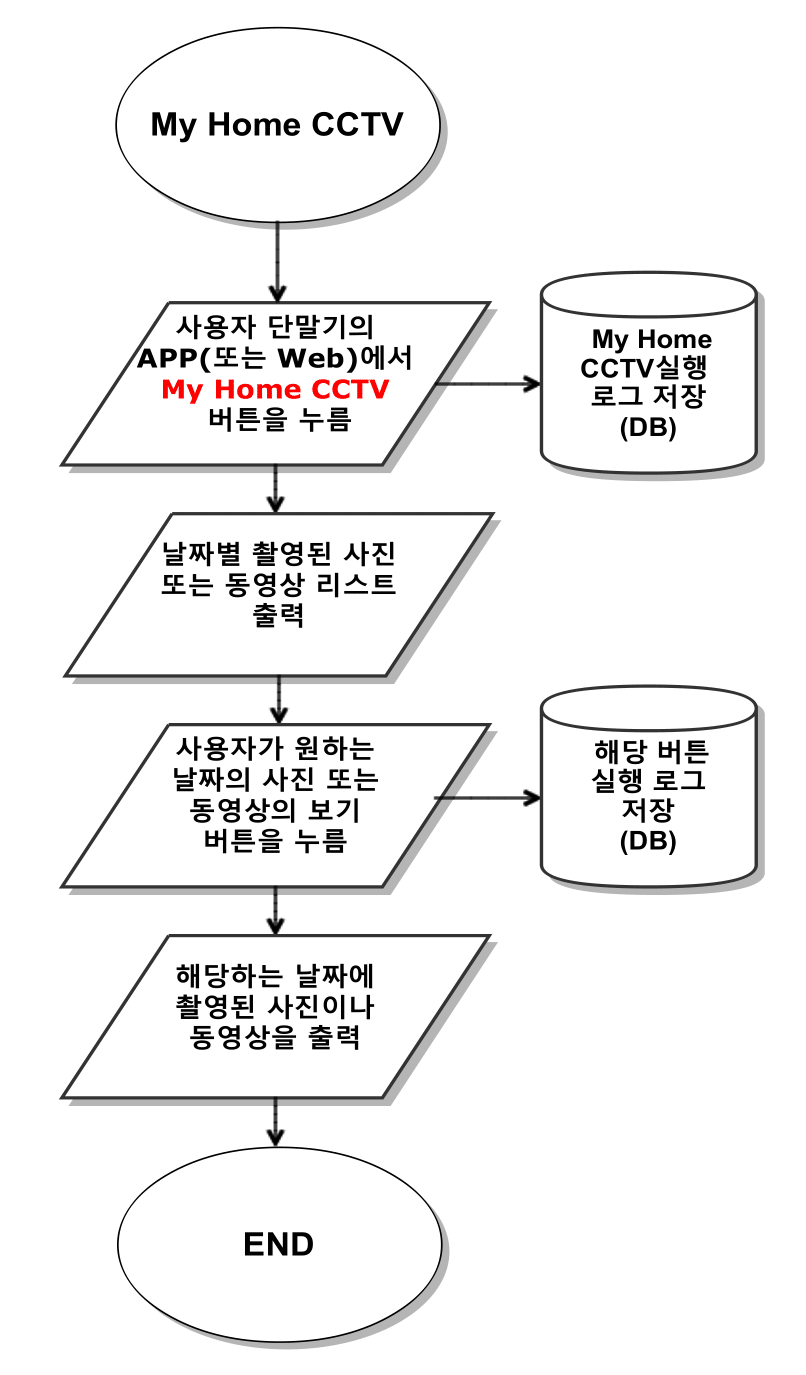 My Home CCTV
사용자 단말기의
APP(또는 Web)에서
My Home CCTV
버튼을 누름
My Home
CCTV실행
로그 저장
(DB)
날짜별 촬영된 사진
또는 동영상 리스트
출력
사용자가 원하는
날짜의 사진 또는
동영상의 보기
버튼을 누름
해당 버튼
실행 로그
저장
(DB)
해당하는 날짜에
촬영된 사진이나
동영상을 출력
END